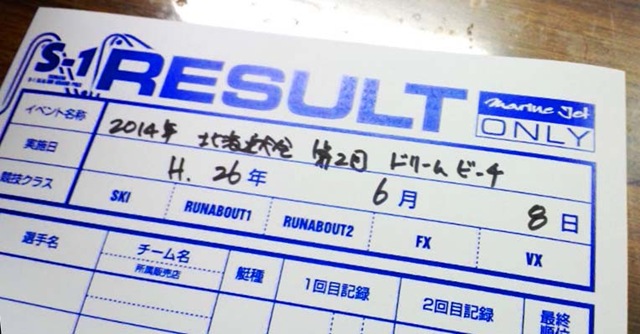 S-1
RESULT
Marine Jet
ONLY
イベント名称 2014年 北海道大会 第2回 ドリームビーチ
実施日 H. 26年 6月 8日
競技クラス SKI RUNABOUT1 RUNABOUT2 FX VX
選手名 チーム名 艇種 1回目記録 2回目記録 最終
所属販売店